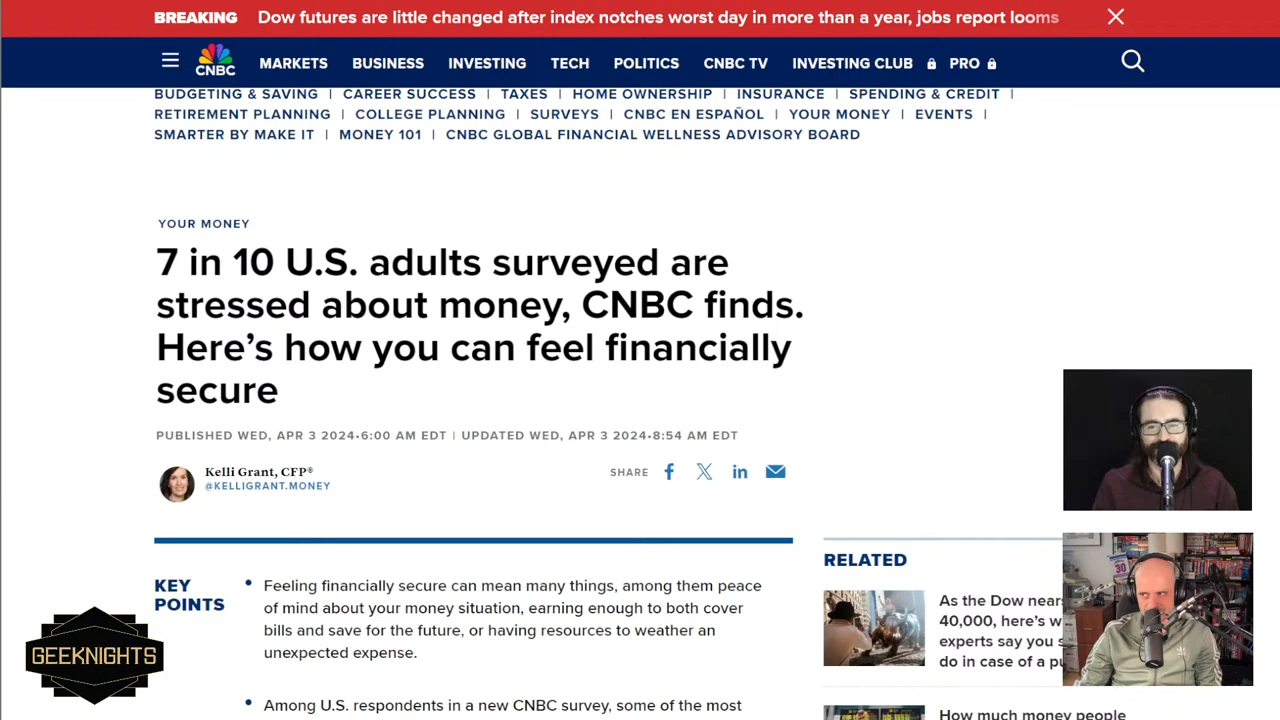 BREAKING Dow futures are little changed after index notches worst day in more than a year, jobs report looms
CNBC MARKETS BUSINESS INVESTING TECH POLITICS CNBC TV INVESTING CLUB PRO
BUDGETING & SAVING | CAREER SUCCESS | TAXES | HOME OWNERSHIP | INSURANCE | SPENDING & CREDIT |
RETIREMENT PLANNING | COLLEGE PLANNING | SURVEYS | CNBC EN ESPAÑOL | YOUR MONEY | EVENTS |
SMARTER BY MAKE IT | MONEY 101 | CNBC GLOBAL FINANCIAL WELLNESS ADVISORY BOARD
YOUR MONEY
7 in 10 U.S. adults surveyed are
stressed about money, CNBC finds.
Here's how you can feel financially
secure
PUBLISHED WED, APR 3 2024•6:00 AM EDT | UPDATED WED, APR 3 2024•8:54 AM EDT
Kelli Grant, CFP®
@KELLIGRANT.MONEY
SHARE
KEY
POINTS
• Feeling financially secure can mean many things, among them peace
of mind about your money situation, earning enough to both cover
bills and save for the future, or having resources to weather an
unexpected expense.
• Among U.S. respondents in a new CNBC survey, some of the most
RELATED
As the Dow nears
40,000, here's w
experts say you s
do in case of a pu
How much money people
30
GEEKNIGHTS